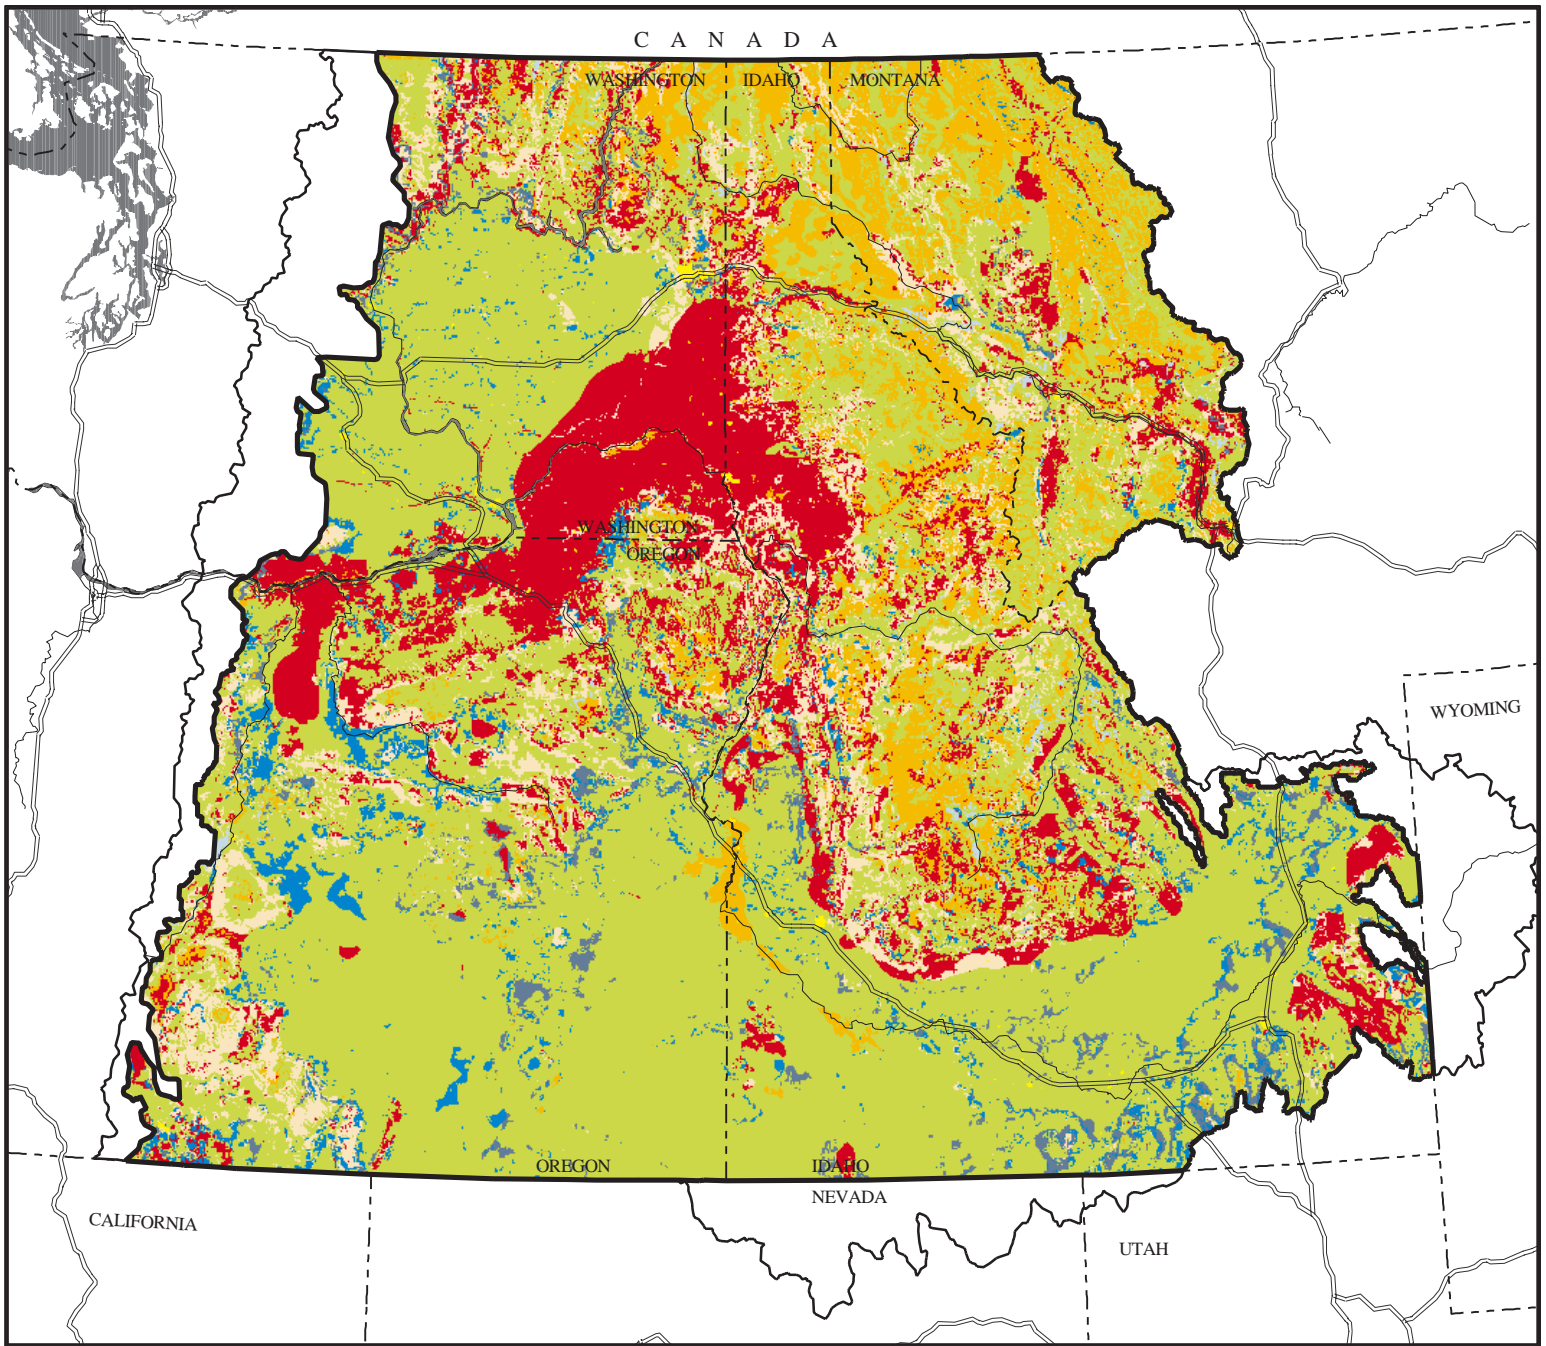 C A N A D A
WASHINGTON IDAHO MONTANA
WASHINGTON
OREGON
WYOMING
OREGON IDAHO
NEVADA
CALIFORNIA
UTAH